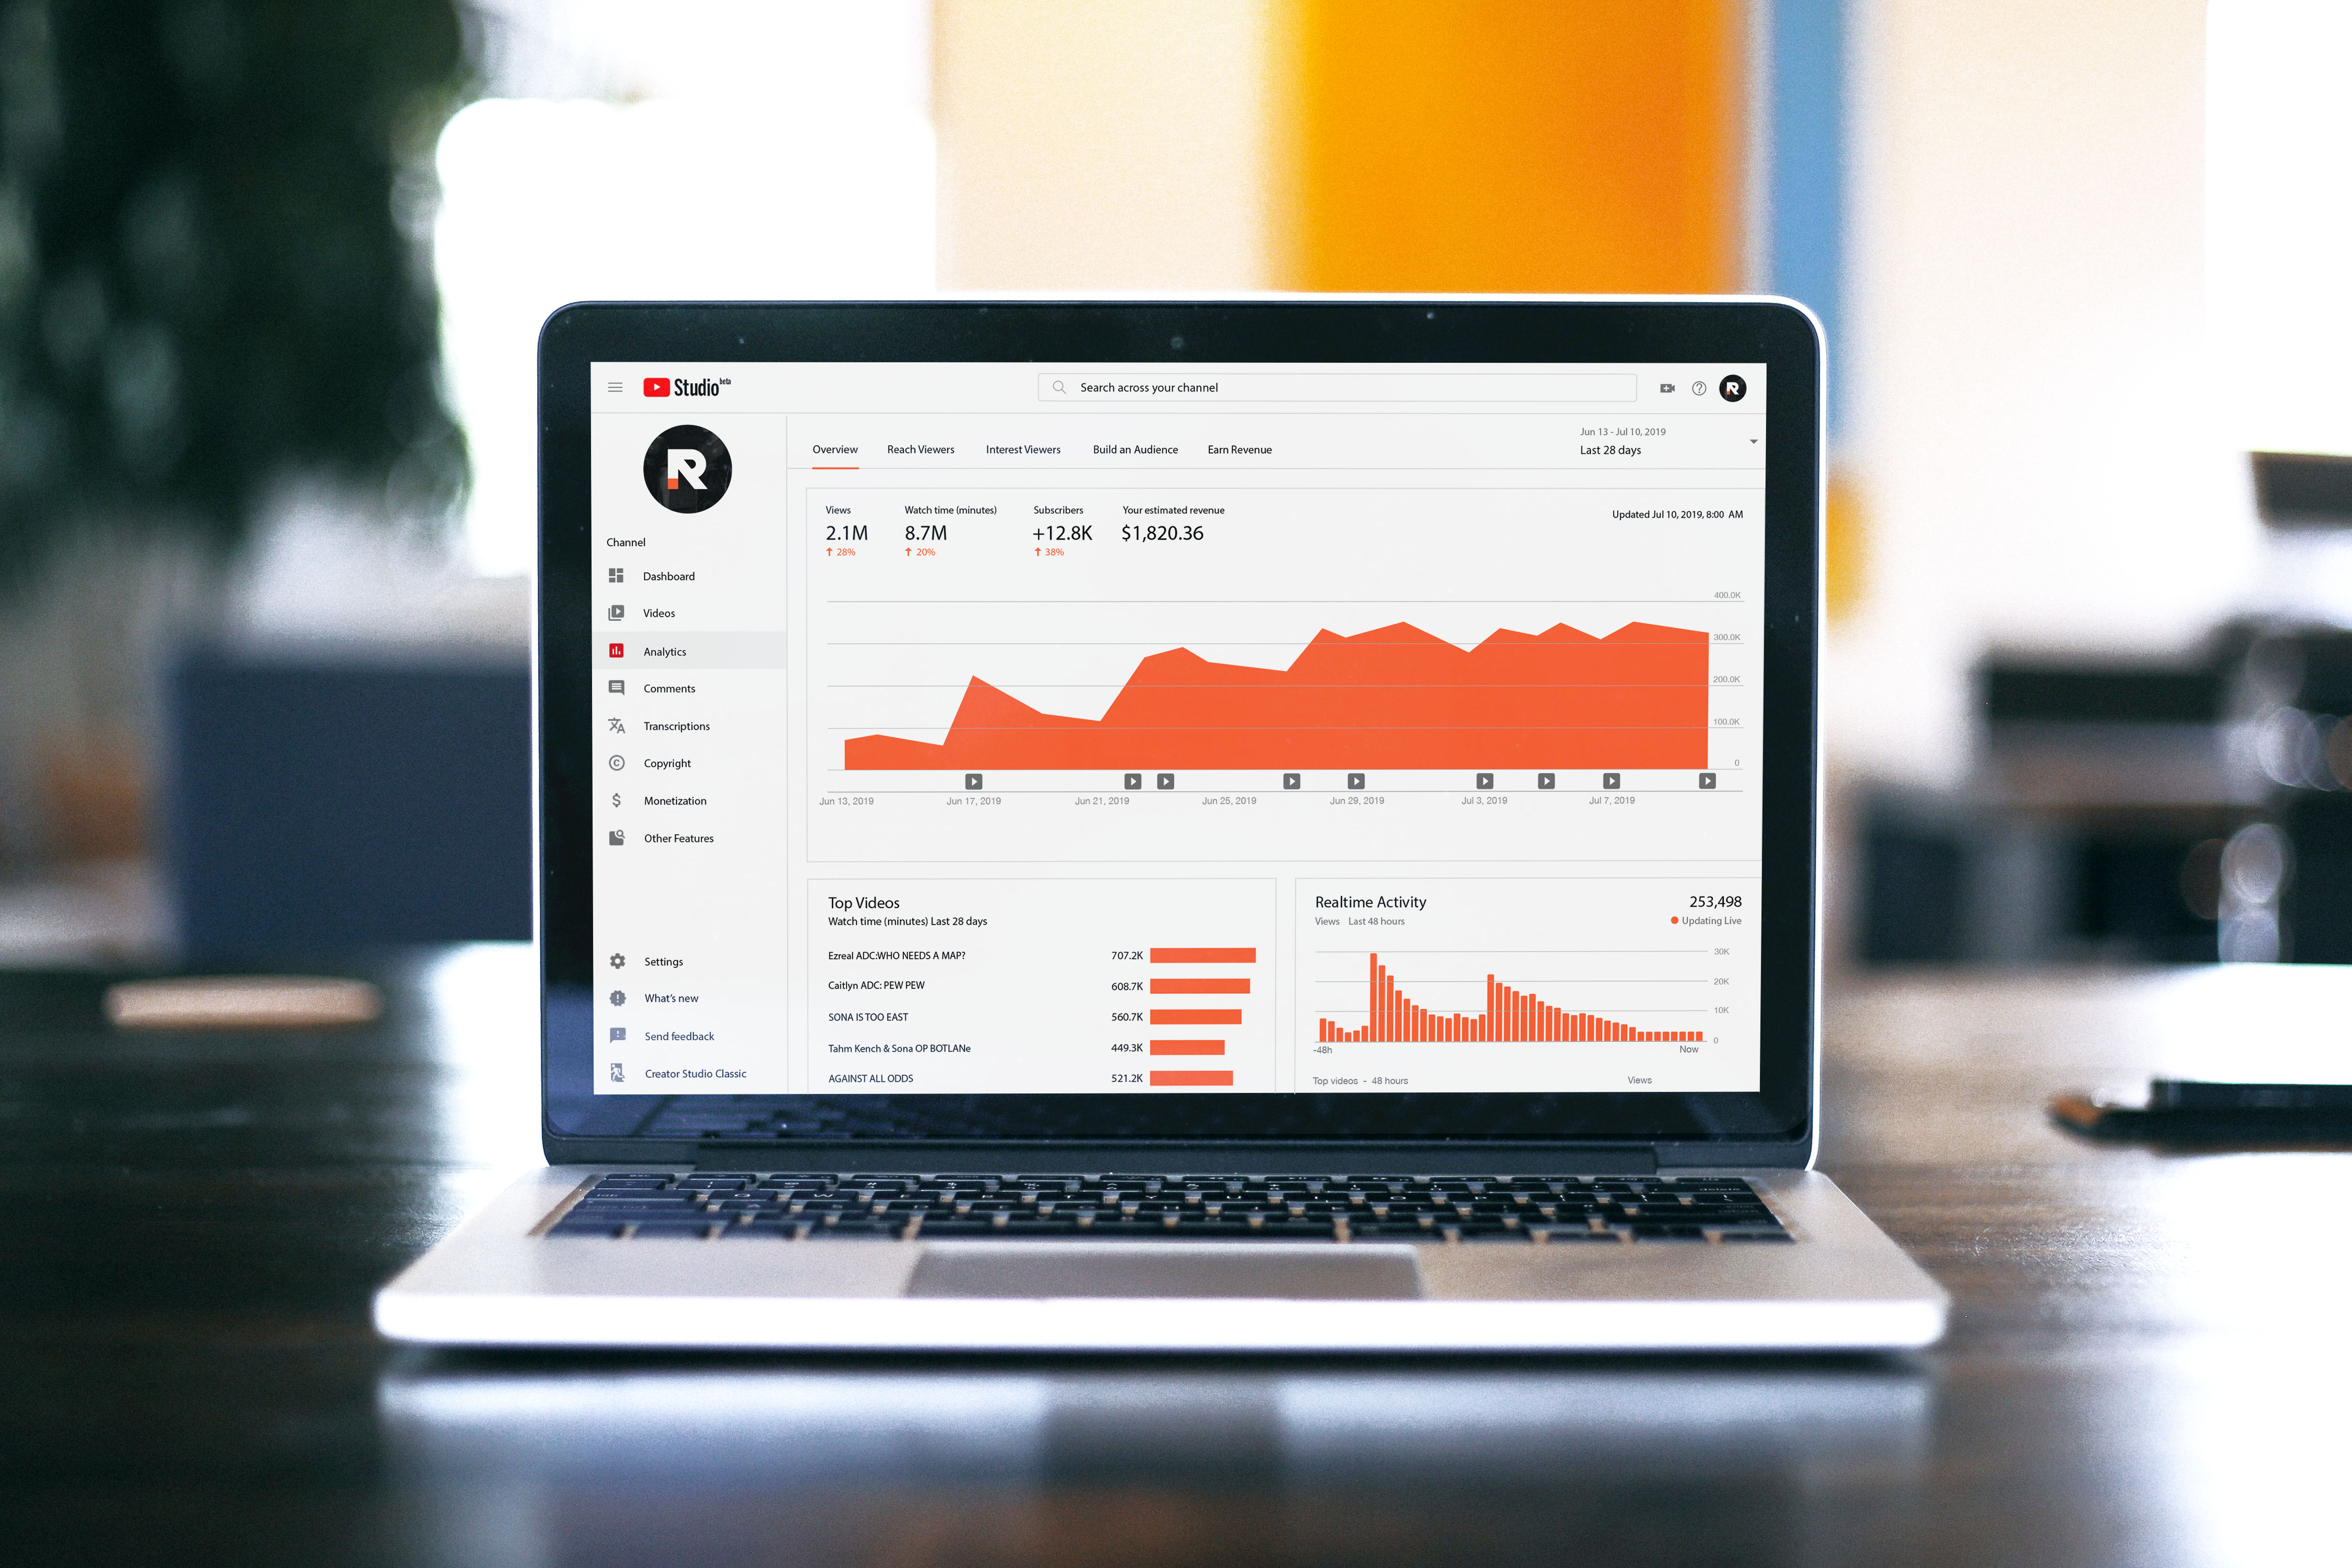 Studio beta
Search across your channel
R
R
Overview Reach Viewers Interest Viewers Build an Audience Earn Revenue
Jun 13 - Jul 10, 2019
Last 28 days
Views Watch time (minutes) Subscribers Your estimated revenue
2.1M 8.7M +12.8K $1,820.36
28% 20% 38%
Updated Jul 10, 2019, 8:00 AM
Channel
Dashboard
Videos
Analytics
Comments
Transcriptions
Copyright
Monetization
Other Features
Settings
What's new
Send feedback
Creator Studio Classic
400.0K
300.0K
200.0K
100.0K
0
Jun 13, 2019 Jun 17, 2019 Jun 21, 2019 Jun 25, 2019 Jun 29, 2019 Jul 3, 2019 Jul 7, 2019
Top Videos
Watch time (minutes) Last 28 days
Ezreal ADC:WHO NEEDS A MAP? 707.2K
Caitlyn ADC: PEW PEW 608.7K
SONA IS TOO EAST 560.7K
Tahm Kench & Sona OP BOTLANe 449.3K
AGAINST ALL ODDS 521.2K
Realtime Activity 253,498
Views Last 48 hours Updating Live
30K
20K
10K
0
-48h Now
Top videos - 48 hours Views